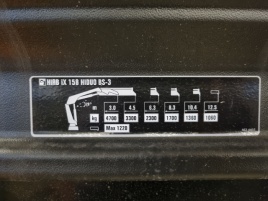 HIAB iX 158 HIDUO BS-3
m 3.0 4.5 6.3 8.3 10.4 12.5
kg 4700 3300 2300 1700 1260 1000
Max 1220